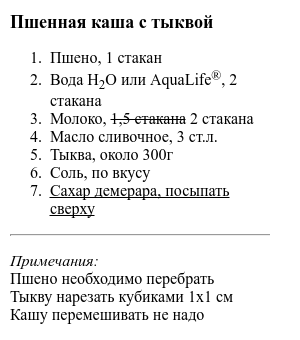 Пшенная каша с тыквой
1. Пшено, 1 стакан
2. Вода H₂O или AquaLife®, 2
стакана
3. Молоко, 1,5 стакана 2 стакана
4. Масло сливочное, 3 ст.л.
5. Тыква, около 300г
6. Соль, по вкусу
7. Сахар демерара, посыпать
сверху
Примечания:
Пшено необходимо перебрать
Тыкву нарезать кубиками 1х1 см
Кашу перемешивать не надо